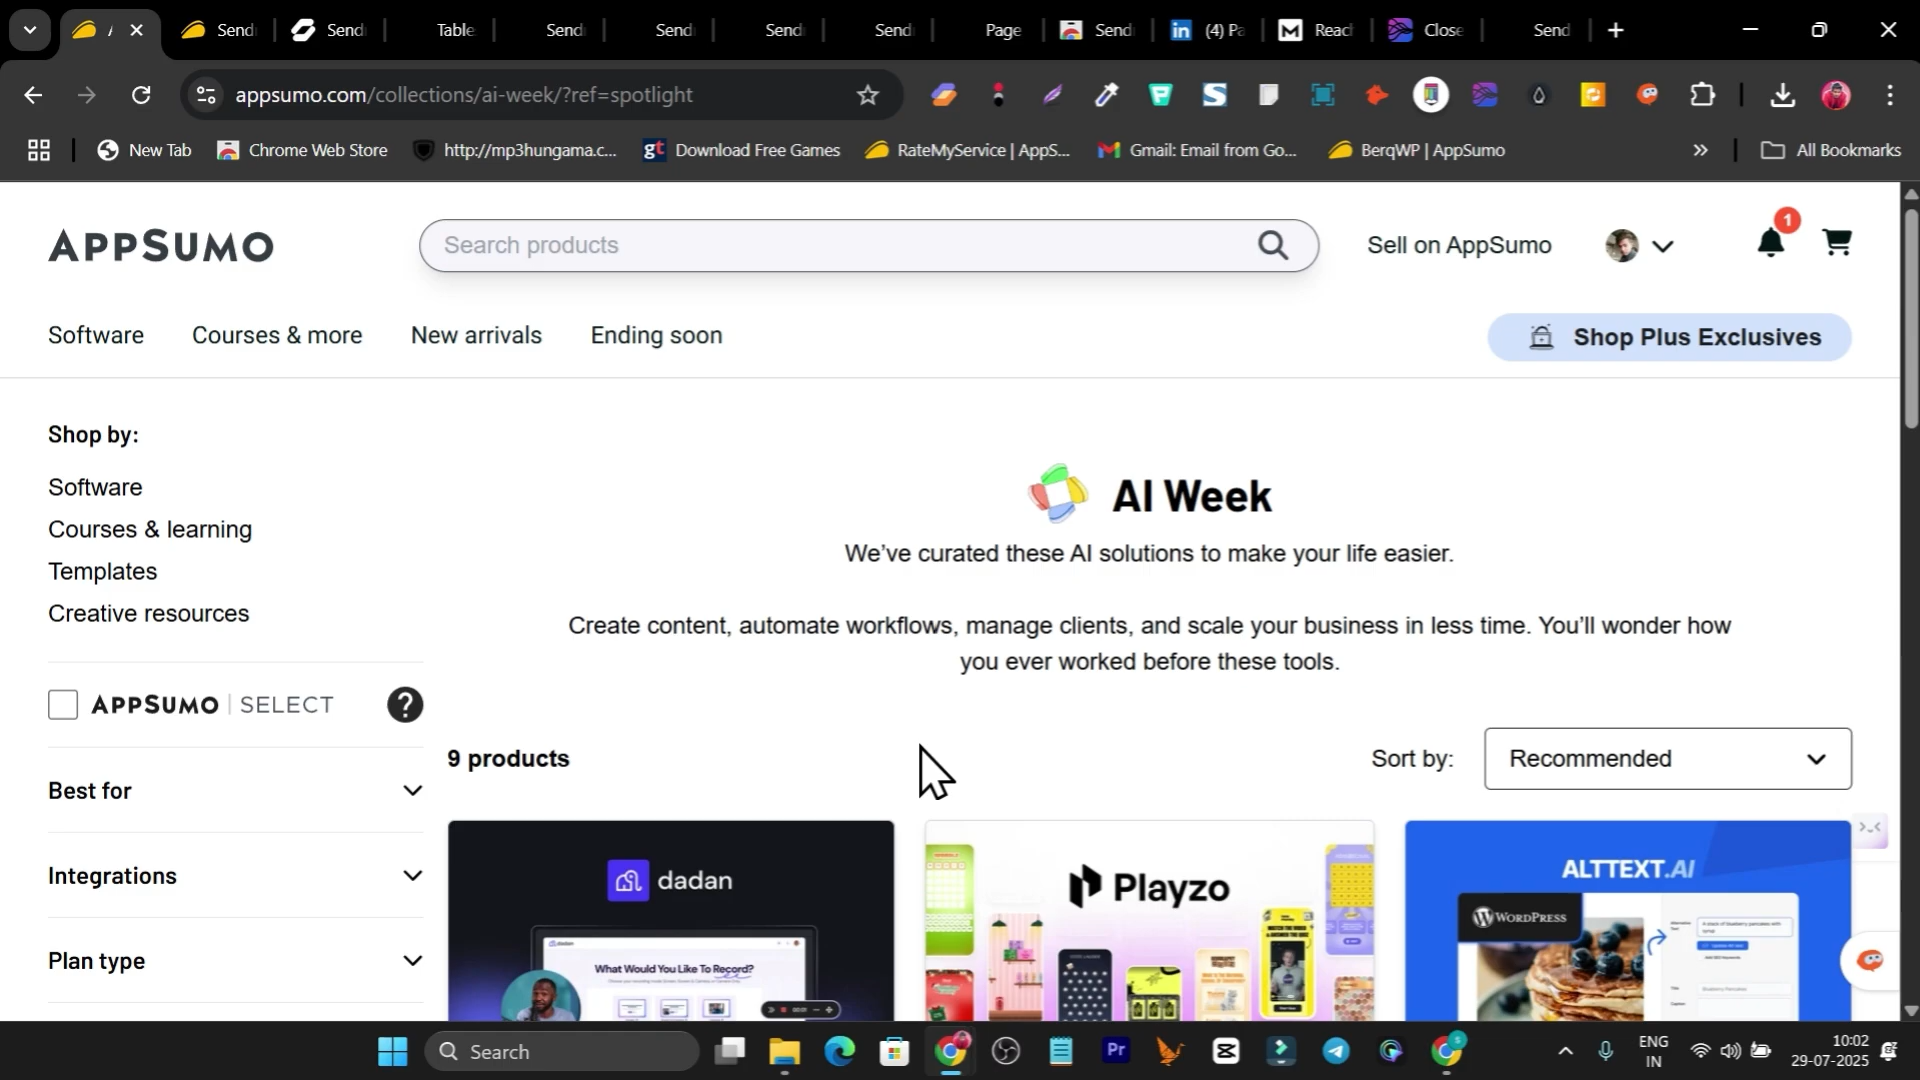 Send
Send
Table
Send
Send
Send
Send
Page
Send
(4) Pa
Reach
Close
Send
appsumo.com/collections/ai-week/?ref=spotlight
New Tab
Chrome Web Store
http://mp3hungama.c...
Download Free Games
RateMyService | AppS...
Gmail: Email from Go...
BerqWP | AppSumo
All Bookmarks
APPSUMO
Search products
Sell on AppSumo
1
Software
Courses & more
New arrivals
Ending soon
Shop Plus Exclusives
Shop by:
Software
Courses & learning
Templates
Creative resources
APPSUMO | SELECT
Best for
Integrations
Plan type
AI Week
We've curated these AI solutions to make your life easier.
Create content, automate workflows, manage clients, and scale your business in less time. You'll wonder how
you ever worked before these tools.
9 products
Sort by:
Recommended
dadan
What Would You Like To Record?
Playzo
ALTTEXT.AI
WORDPRESS
Search
ENG
IN
10:02
29-07-2025